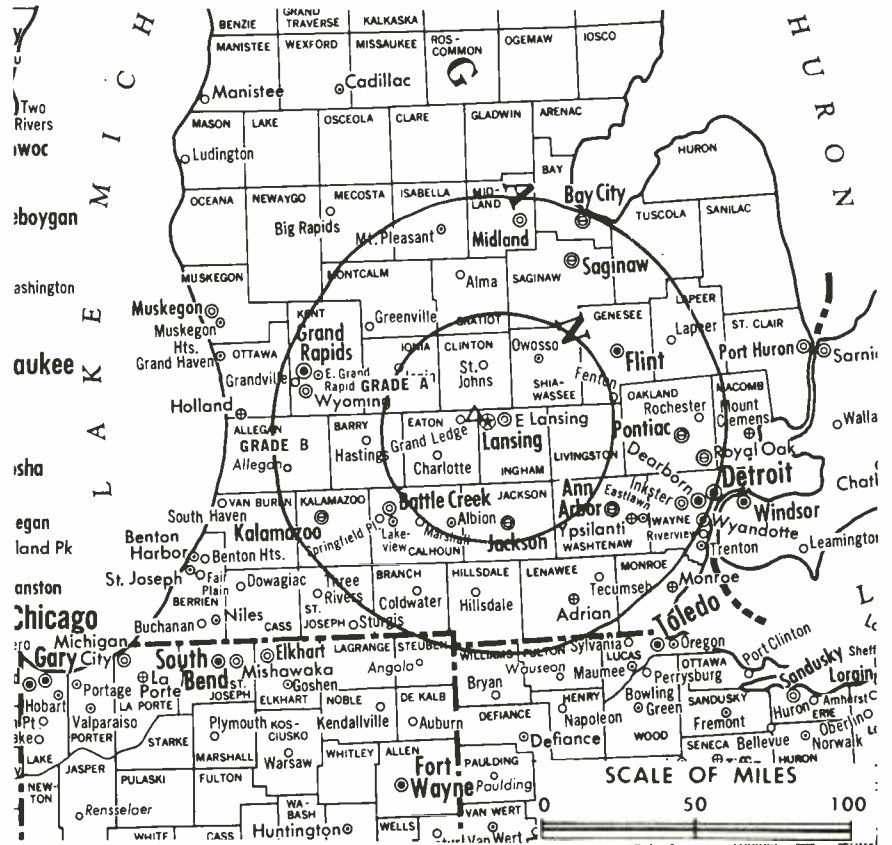 BENZIE
GRAND TRAVERSE
KALKASKA
MANISTEE
WEXFORD
MISSAUKEE
ROS-
COMMON
OGEMAW
IOSCO
G
M I C H
HURON
Manistee
Cadillac
Two
Rivers
MASON
LAKE
OSCEOLA
CLARE
GLADWIN
ARENAC
Ludington
BAY
HURON
OCEANA
NEWAYGO
MECOSTA
ISABELLA
MID-
LAND
Bay City
TUSCOLA
SANILAC
Big Rapids
Mt. Pleasant
Midland
Saginaw
MUSKEGON
MONTCALM
Alma
SAGINAW
LAPEER
Muskegon
Muskegon
Hts.
Grand Haven
KENT
Greenville
GRATIOT
GENESEE
Lapeer
ST. CLAIR
Grand
Rapids
OTTAWA
IONIA
CLINTON
Owosso
Flint
Port Huron
Grandville
E. Grand
Rapid
GRADE A
St.
Johns
SHIA-
WASSEE
Fenton
Wyoming
Holland
OAKLAND
MACOMB
Rochester
Mount
Clemens
ALLEGAN
GRADE B
BARRY
EATON
E Lansing
Lansing
Grand Ledge
Pontiac
Allegan
Hastings
Charlotte
INGHAM
LIVINGSTON
Royal Oak
Dearborn
Detroit
VAN BUREN
KALAMAZOO
Battle Creek
JACKSON
Ann
Arbor
Eastlawn
Inkster
Windsor
South Haven
Kalamazoo
Springfield Pl
Lake-
view
Marshall
Albion
CALHOUN
Jackson
Ypsilanti
WASHTENAW
WAYNE
Riverview
Wyandotte
Trenton
Leamington
Benton
Harbor
Benton Hts.
St. Joseph
Fair
Plain
Dowagiac
Three
Rivers
BRANCH
Coldwater
HILLSDALE
Hillsdale
LENAWEE
Tecumseh
MONROE
Monroe
Adrian
BERRIEN
Buchanan
Niles
CASS
ST.
JOSEPH
Sturgis
Toledo
Chicago
Michigan
City
Gary
South
Bend
Elkhart
Mishawaka
Goshen
LAGRANGE
STEUBEN
Angola
WILLIAMS
FULTON
Sylvania
LUCAS
Oregon
Port Clinton
Hobart
Portage
La
Porte
LA PORTE
ST.
JOSEPH
ELKHART
NOBLE
DE KALB
Bryan
Wauseon
Maumee
Perrysburg
OTTAWA
Sandusky
Lorain
Valparaiso
PORTER
Plymouth
KOS-
CIUSKO
Kendallville
Auburn
DEFIANCE
HENRY
Napoleon
Bowling
Green
SANDUSKY
Fremont
Huron
ERIE
Amherst
Oberlin
LAKE
STARKE
MARSHALL
Warsaw
WHITLEY
ALLEN
Defiance
WOOD
SENECA
Bellevue
Norwalk
HURON
NEW-
TON
JASPER
PULASKI
FULTON
Fort
Wayne
PAULDING
Paulding
SCALE OF MILES
Rensselaer
WA-
BASH
Huntington
WHITE
CASS
WELLS
VAN WERT
Van Wert
0 50 100
L A K E